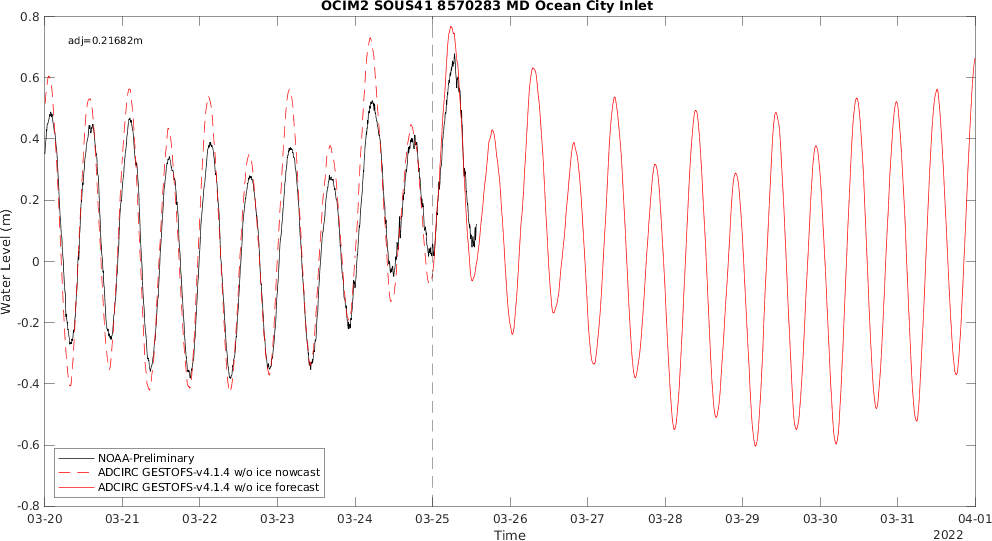 OCIM2 SOUS41 8570283 MD Ocean City Inlet
adj=0.21682m
0.8
0.6
0.4
0.2
0
-0.2
-0.4
-0.6
-0.8
Water Level (m)
NOAA-Preliminary
ADCIRC GESTOFS-v4.1.4 w/o ice nowcast
ADCIRC GESTOFS-v4.1.4 w/o ice forecast
03-20 03-21 03-22 03-23 03-24 03-25 03-26 03-27 03-28 03-29 03-30 03-31 04-01
Time
2022